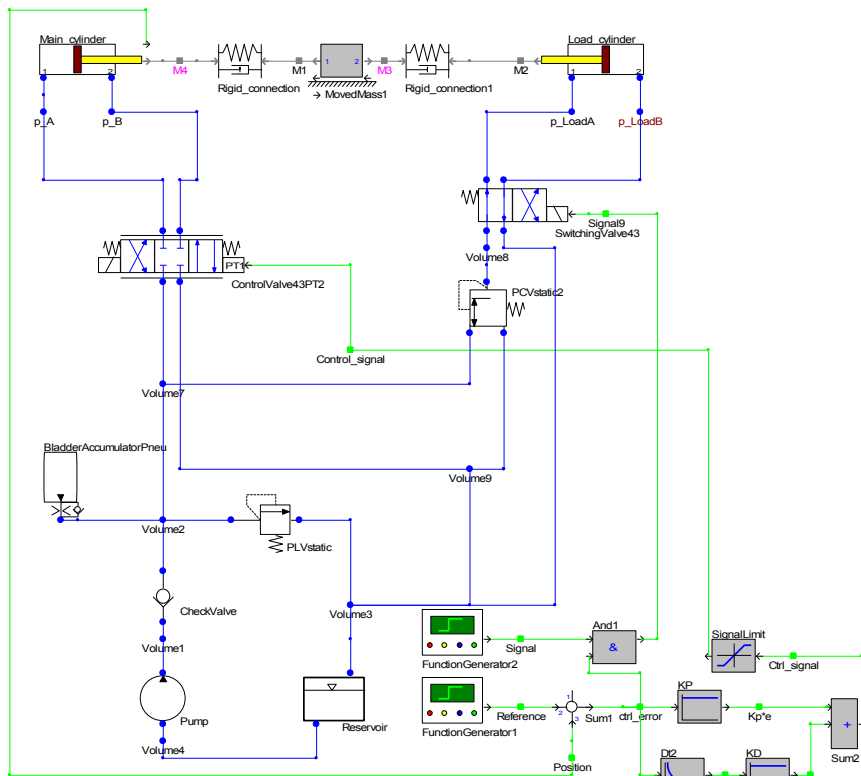 Main_cylinder
Load_cylinder
1
2
M4
M1
1
2
M3
M2
1
2
Rigid_connection
MovedMass1
Rigid_connection1
p_A
p_B
p_LoadA
p_LoadB
Signal9
SwitchingValve43
Volume8
PT1
ControlValve43PT2
PCVstatic2
Control_signal
Volume7
BladderAccumulatorPneu
Volume9
Volume2
PLVstatic
CheckValve
Volume3
Volume1
And1
&
Signal
FunctionGenerator2
SignalLimit
Ctrl_signal
Pump
Reservoir
Reference
FunctionGenerator1
1
2
3
Sum1
ctrl_error
KP
Kp*e
+
Sum2
Volume4
Position
Dt2
KD